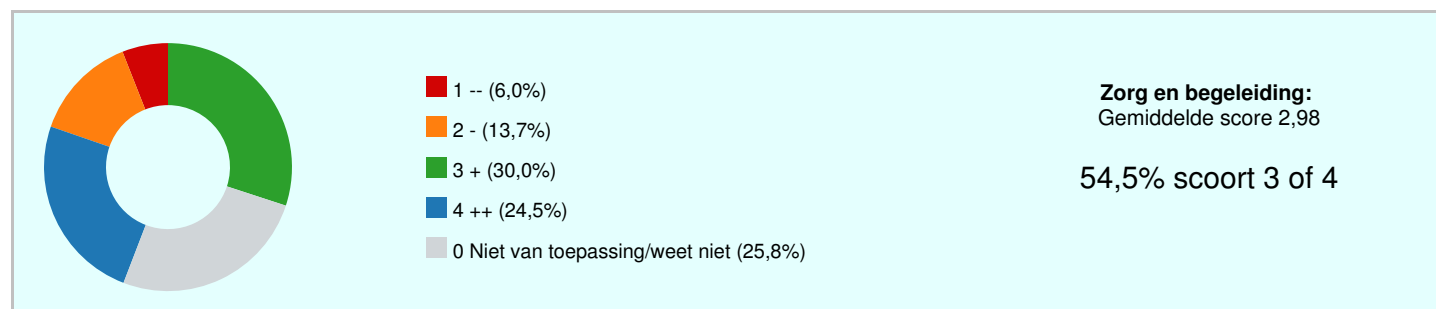 1 -- (6,0%)
2 - (13,7%)
3 + (30,0%)
4 ++ (24,5%)
0 Niet van toepassing/weet niet (25,8%)
Zorg en begeleiding:
Gemiddelde score 2,98
54,5% scoort 3 of 4